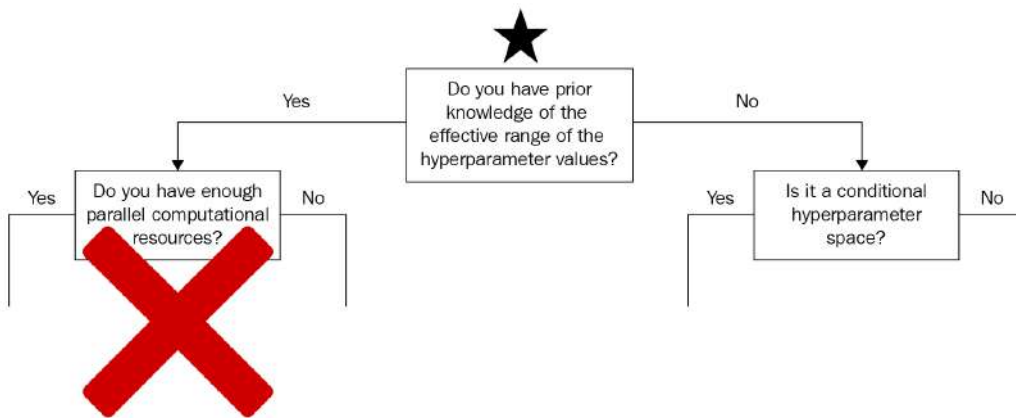 Do you have prior
knowledge of the
effective range of the
hyperparameter values?
Yes
No
Do you have enough
parallel computational
resources?
Yes
No
Is it a conditional
hyperparameter
space?
Yes
No